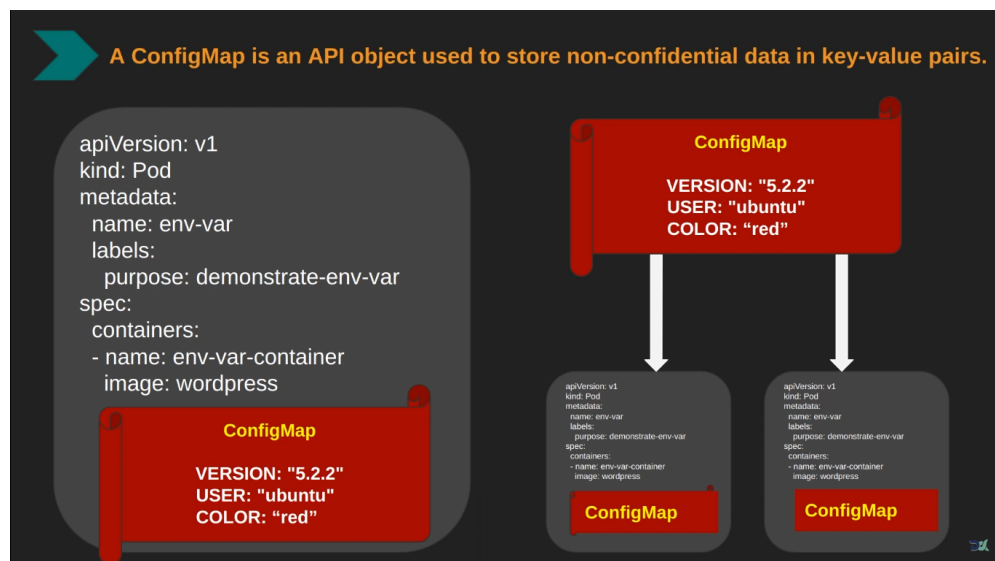 A ConfigMap is an API object used to store non-confidential data in key-value pairs.
apiVersion: v1
kind: Pod
metadata:
  name: env-var
  labels:
    purpose: demonstrate-env-var
spec:
  containers:
  - name: env-var-container
    image: wordpress
ConfigMap
VERSION: "5.2.2"
USER: "ubuntu"
COLOR: “red”
ConfigMap
VERSION: "5.2.2"
USER: "ubuntu"
COLOR: “red”
apiVersion: v1
kind: Pod
metadata:
  name: env-var
  labels:
    purpose: demonstrate-env-var
spec:
  containers:
  - name: env-var-container
    image: wordpress
ConfigMap
apiVersion: v1
kind: Pod
metadata:
  name: env-var
  labels:
    purpose: demonstrate-env-var
spec:
  containers:
  - name: env-var-container
    image: wordpress
ConfigMap